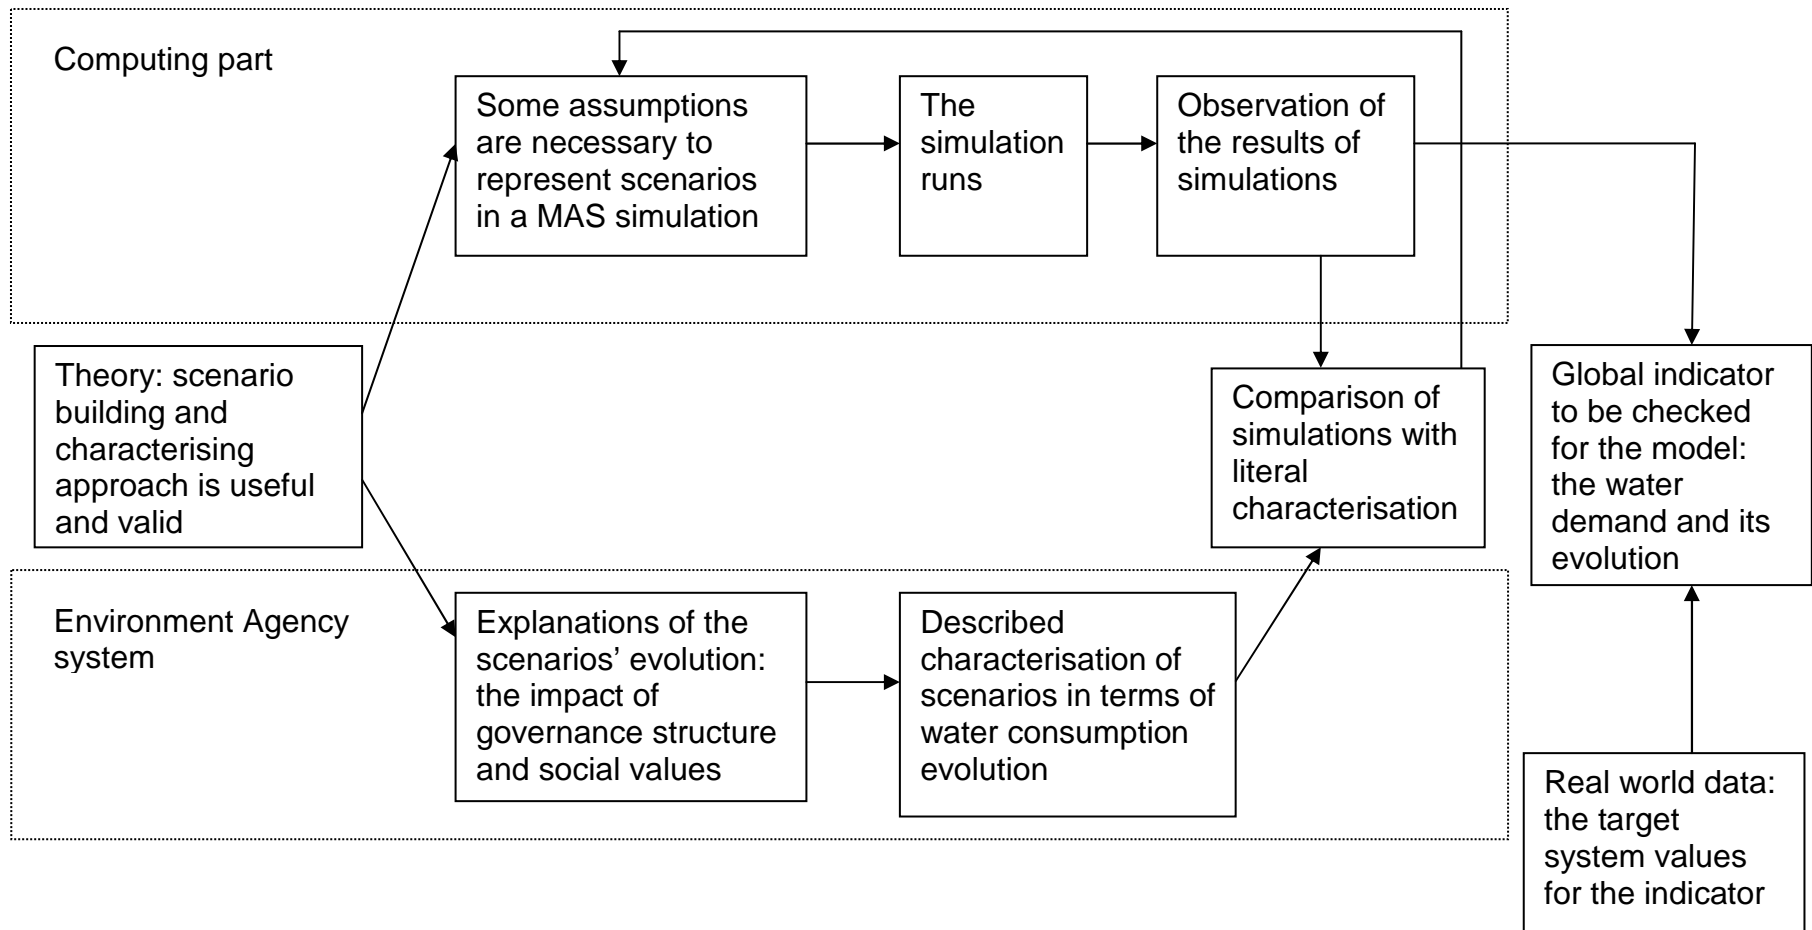 Computing part
Some assumptions
are necessary to
represent scenarios
in a MAS simulation
The
simulation
runs
Observation of
the results of
simulations
Theory: scenario
building and
characterising
approach is useful
and valid
Comparison of
simulations with
literal
characterisation
Global indicator
to be checked
for the model:
the water
demand and its
evolution
Environment Agency
system
Explanations of the
scenarios’ evolution:
the impact of
governance structure
and social values
Described
characterisation of
scenarios in terms of
water consumption
evolution
Real world data:
the target
system values
for the indicator